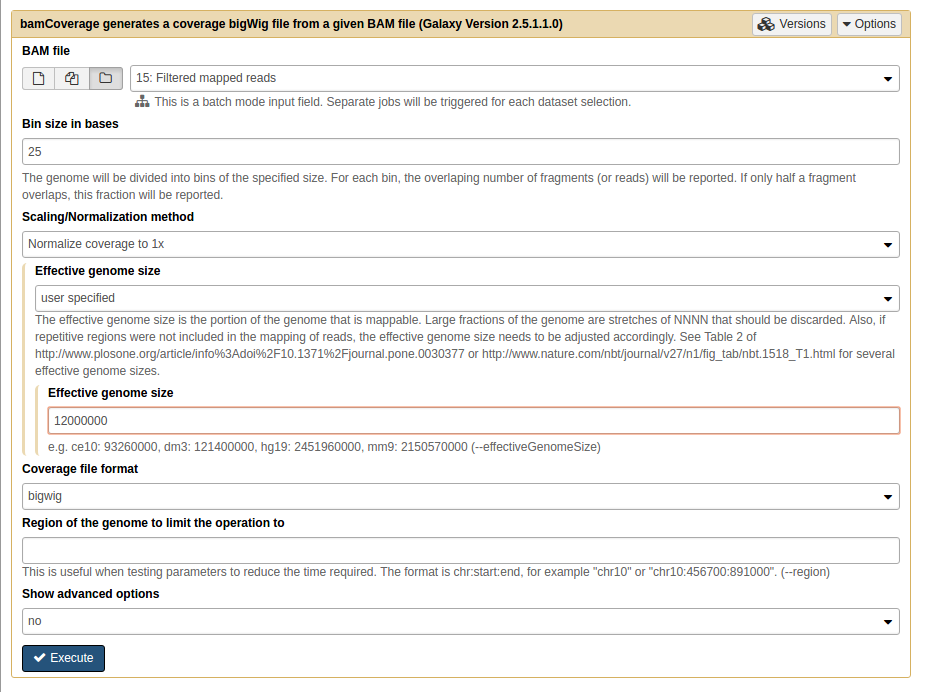 bamCoverage generates a coverage bigWig file from a given BAM file (Galaxy Version 2.5.1.1.0) Versions Options
BAM file
15: Filtered mapped reads
This is a batch mode input field. Separate jobs will be triggered for each dataset selection.
Bin size in bases
25
The genome will be divided into bins of the specified size. For each bin, the overlaping number of fragments (or reads) will be reported. If only half a fragment
overlaps, this fraction will be reported.
Scaling/Normalization method
Normalize coverage to 1x
Effective genome size
user specified
The effective genome size is the portion of the genome that is mappable. Large fractions of the genome are stretches of NNNN that should be discarded. Also, if
repetitive regions were not included in the mapping of reads, the effective genome size needs to be adjusted accordingly. See Table 2 of
http://www.plosone.org/article/info%3Adoi%2F10.1371%2Fjournal.pone.0030377 or http://www.nature.com/nbt/journal/v27/n1/fig_tab/nbt.1518_T1.html for several
effective genome sizes.
Effective genome size
12000000
e.g. ce10: 93260000, dm3: 121400000, hg19: 2451960000, mm9: 2150570000 (--effectiveGenomeSize)
Coverage file format
bigwig
Region of the genome to limit the operation to
This is useful when testing parameters to reduce the time required. The format is chr:start:end, for example "chr10" or "chr10:456700:891000". (--region)
Show advanced options
no
Execute